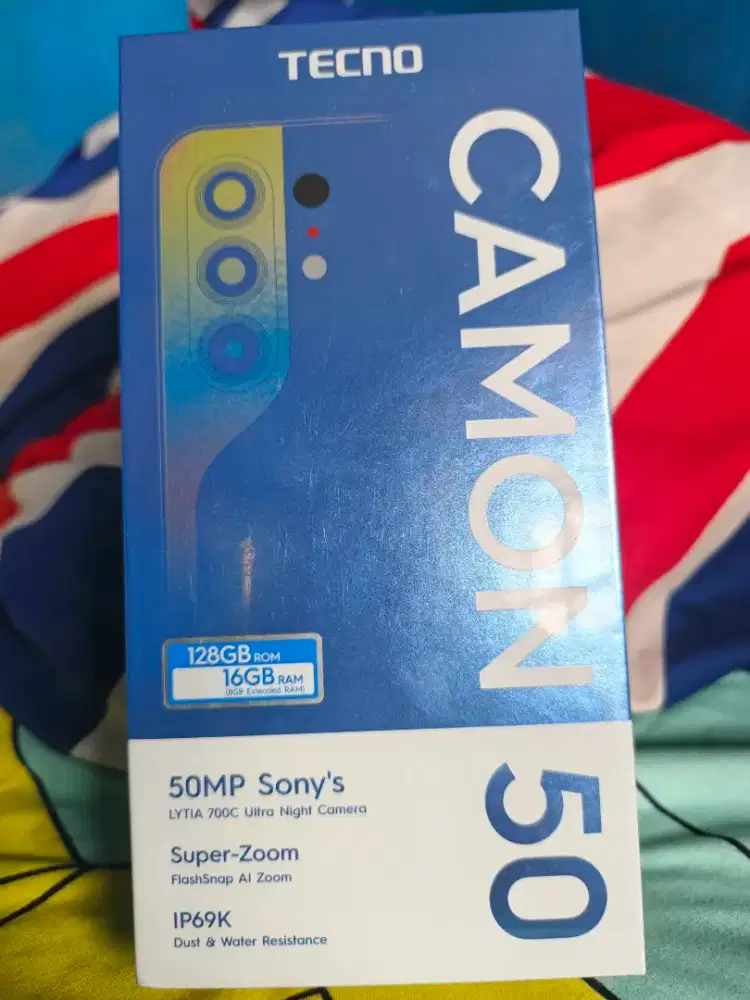 TECNO
CAMON 50
128GB ROM
16GB RAM
(8GB Extended RAM)
50MP Sony's
LYTIA 700C Ultra Night Camera
Super-Zoom
FlashSnap AI Zoom
IP69K
Dust & Water Resistance